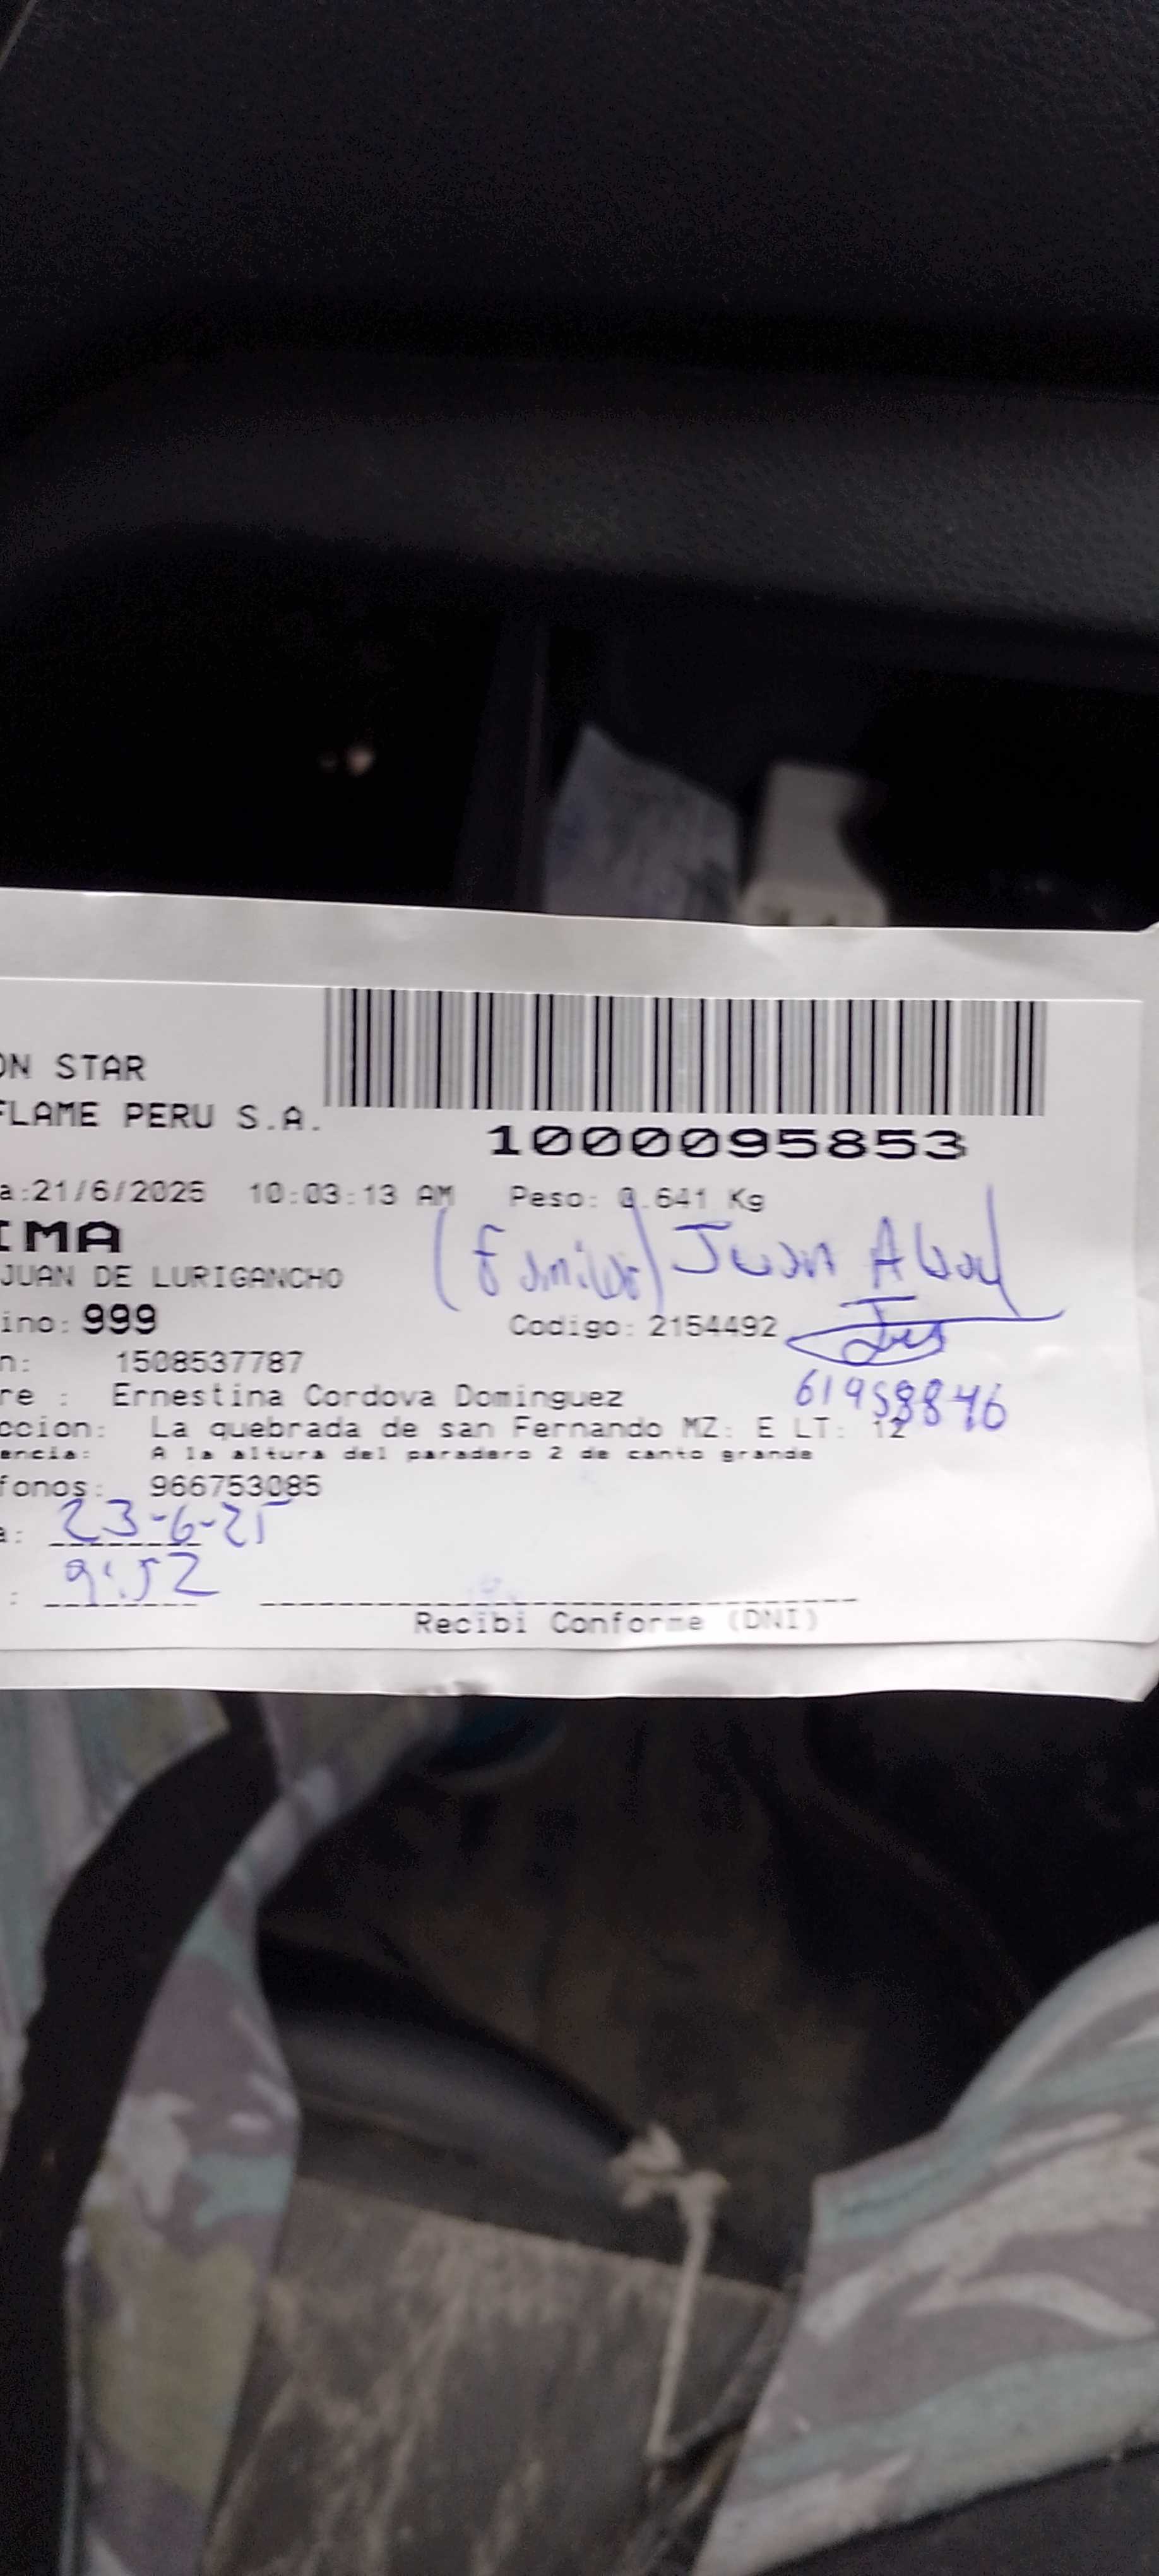 ON STAR
FLAME PERU S.A.
1000095853
a:21/6/2025 10:03:13 AM Peso: 0.641 Kg
IMA
JUAN DE LURIGANCHO
(Familiar) Juan Abad
ino: 999 Codigo: 2154492
n: 1508537787
re : Ernestina Cordova Dominguez
61958846
ccion: La quebrada de san Fernando MZ: E LT: 12
encia: A la altura del paradero 2 de canto grande
fonos: 966753085
a: 23-6-25
: 9:52
Recibi Conforme (DNI)